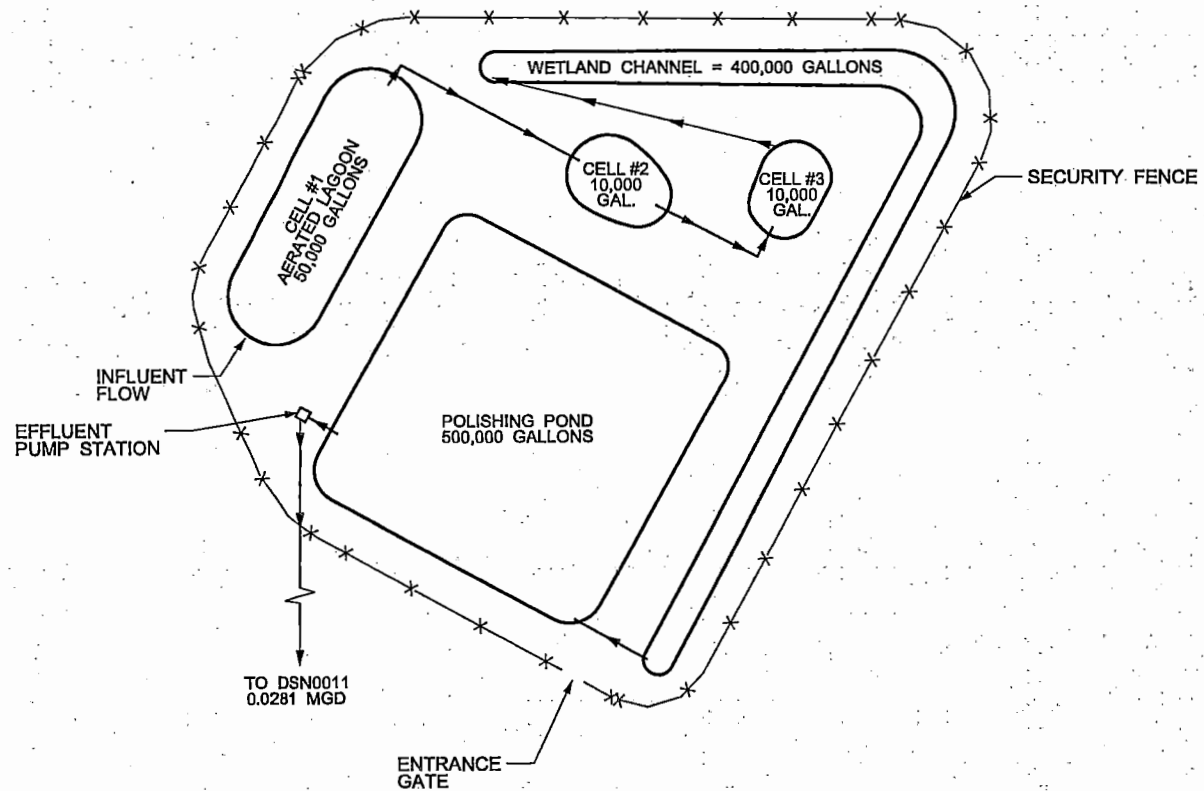 WETLAND CHANNEL = 400,000 GALLONS
CELL #1
AERATED LAGOON
50,000 GALLONS
CELL #2
10,000
GAL.
CELL #3
10,000
GAL.
SECURITY FENCE
INFLUENT
FLOW
EFFLUENT
PUMP STATION
POLISHING POND
500,000 GALLONS
TO DSN0011
0.0281 MGD
ENTRANCE
GATE